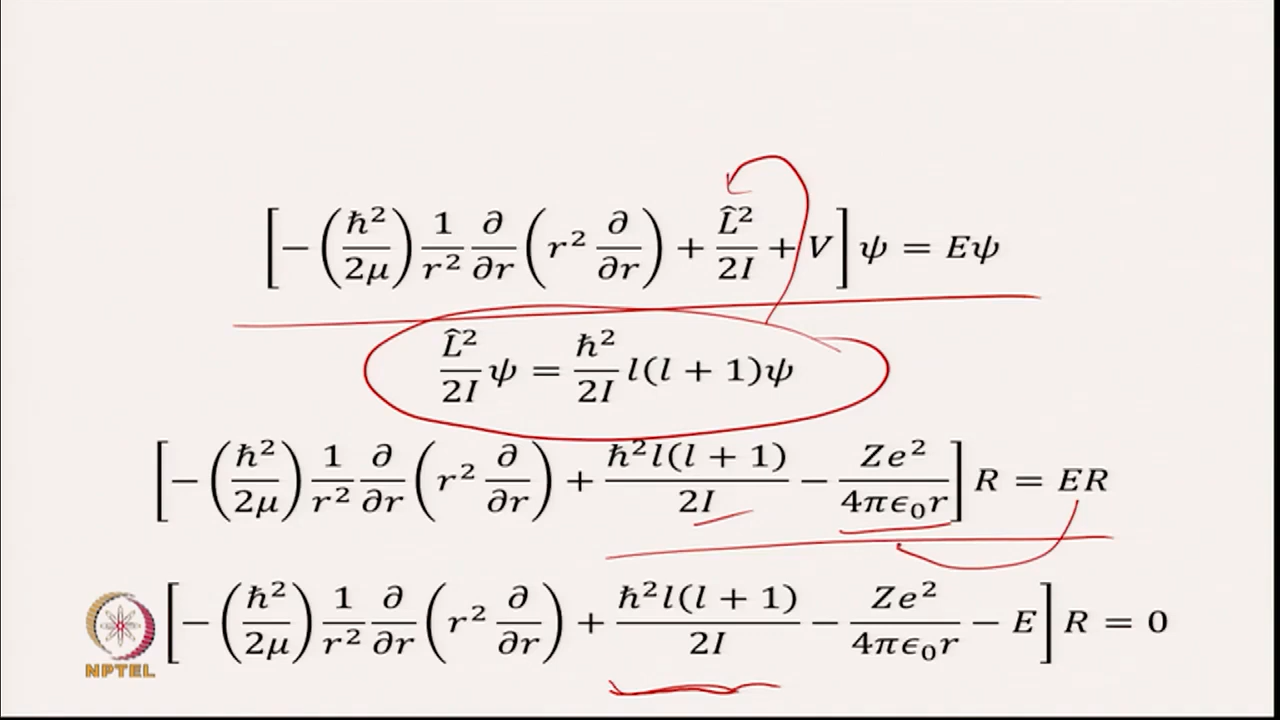 [−(ℏ²/2μ) 1/r² ∂/∂r (r² ∂/∂r) + L̂²/2I + V] ψ = Eψ
L̂²/2I ψ = ℏ²/2I l(l + 1)ψ
[−(ℏ²/2μ) 1/r² ∂/∂r (r² ∂/∂r) + ℏ²l(l + 1)/2I − Ze²/4πϵ₀r] R = ER
[−(ℏ²/2μ) 1/r² ∂/∂r (r² ∂/∂r) + ℏ²l(l + 1)/2I − Ze²/4πϵ₀r − E] R = 0
NPTEL